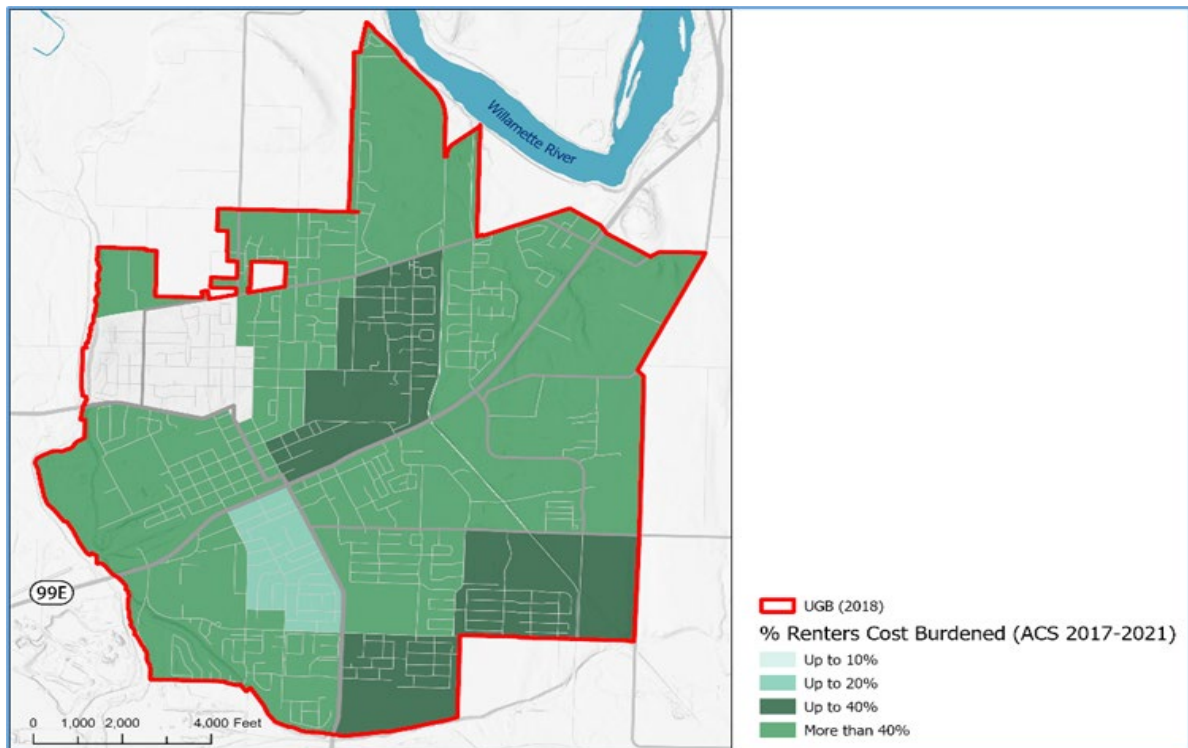 Willamette River
99E
0 1,000 2,000 4,000 Feet
UGB (2018)
% Renters Cost Burdened (ACS 2017-2021)
Up to 10%
Up to 20%
Up to 40%
More than 40%